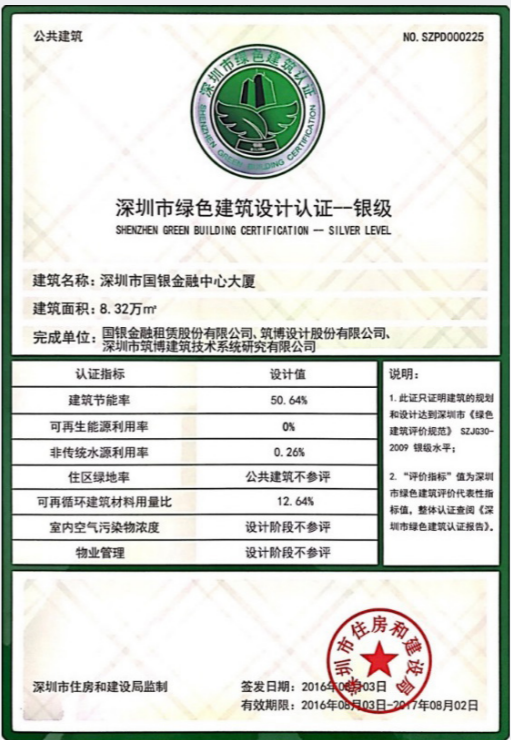 公共建筑
NO. SZPD000225
深圳市绿色建筑认证
SHENZHEN GREEN BUILDING CERTIFICATION
深圳市绿色建筑设计认证--银级
SHENZHEN GREEN BUILDING CERTIFICATION — SILVER LEVEL
建筑名称：深圳市国银金融中心大厦
建筑面积：8.32万㎡
完成单位：国银金融租赁股份有限公司、筑博设计股份有限公司、
深圳市筑博建筑技术系统研究有限公司
认证指标 设计值
建筑节能率 50.64%
可再生能源利用率 0%
非传统水源利用率 0.26%
住区绿地率 公共建筑不参评
可再循环建筑材料用量比 12.64%
室内空气污染物浓度 设计阶段不参评
物业管理 设计阶段不参评
说明：
1.此证只证明建筑的规划
和设计达到深圳市《绿色
建筑评价规范》 SZJG30-
2009 银级水平；
2.“评价指标”值为深圳
市绿色建筑评价代表性指
标值，整体认证查阅《深
圳市绿色建筑认证报告》。
深圳市住房和建设局
深圳市住房和建设局监制
签发日期：2016年08月03日
有效期限：2016年08月03日-2017年08月02日